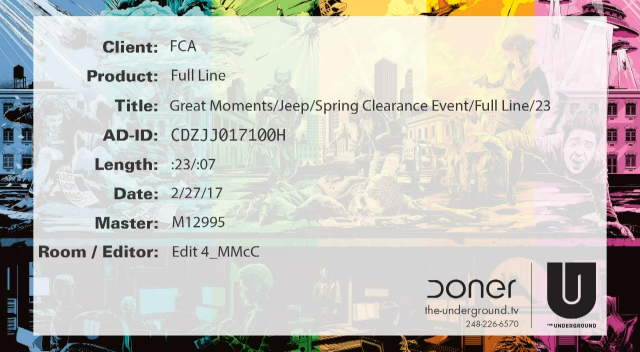 Client: FCA
Product: Full Line
Title: Great Moments/Jeep/Spring Clearance Event/Full Line/23
AD-ID: CDZJJ017100H
Length: :23/:07
Date: 2/27/17
Master: M12995
Room / Editor: Edit 4_MMcC
DONER
the-underground.tv
248-226-6570
U
THE UNDERGROUND